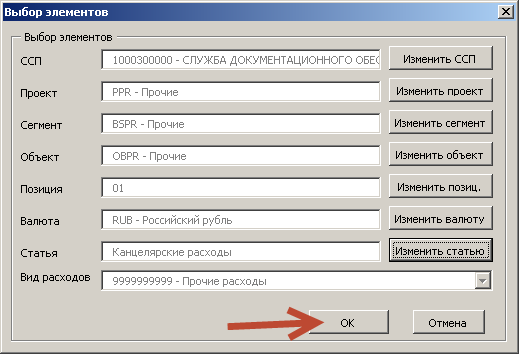 Выбор элементов
Выбор элементов
ССП 1000300000 - СЛУЖБА ДОКУМЕНТАЦИОННОГО ОБЕС Изменить ССП
Проект PPR - Прочие Изменить проект
Сегмент BSPR - Прочие Изменить сегмент
Объект OBPR - Прочие Изменить объект
Позиция 01 Изменить позиц.
Валюта RUB - Российский рубль Изменить валюту
Статья Канцелярские расходы Изменить статью
Вид расходов 9999999999 - Прочие расходы
OK Отмена